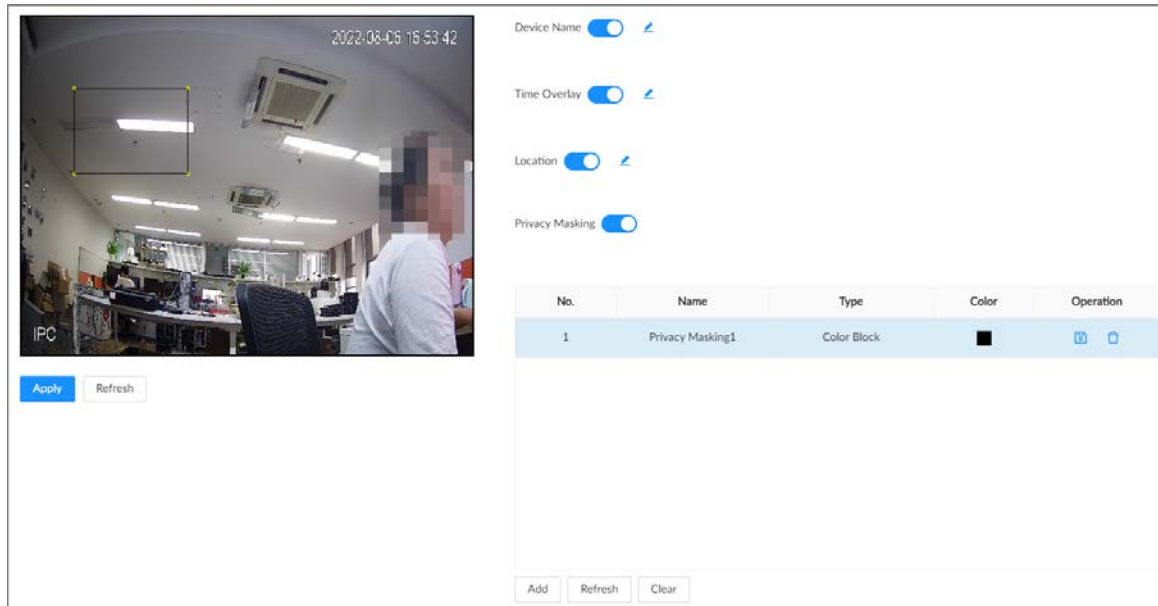 2022-08-05 16:53:42
IPC
Apply Refresh
Device Name
Time Overlay
Location
Privacy Masking
No. Name Type Color Operation
1 Privacy Masking1 Color Block
Add Refresh Clear